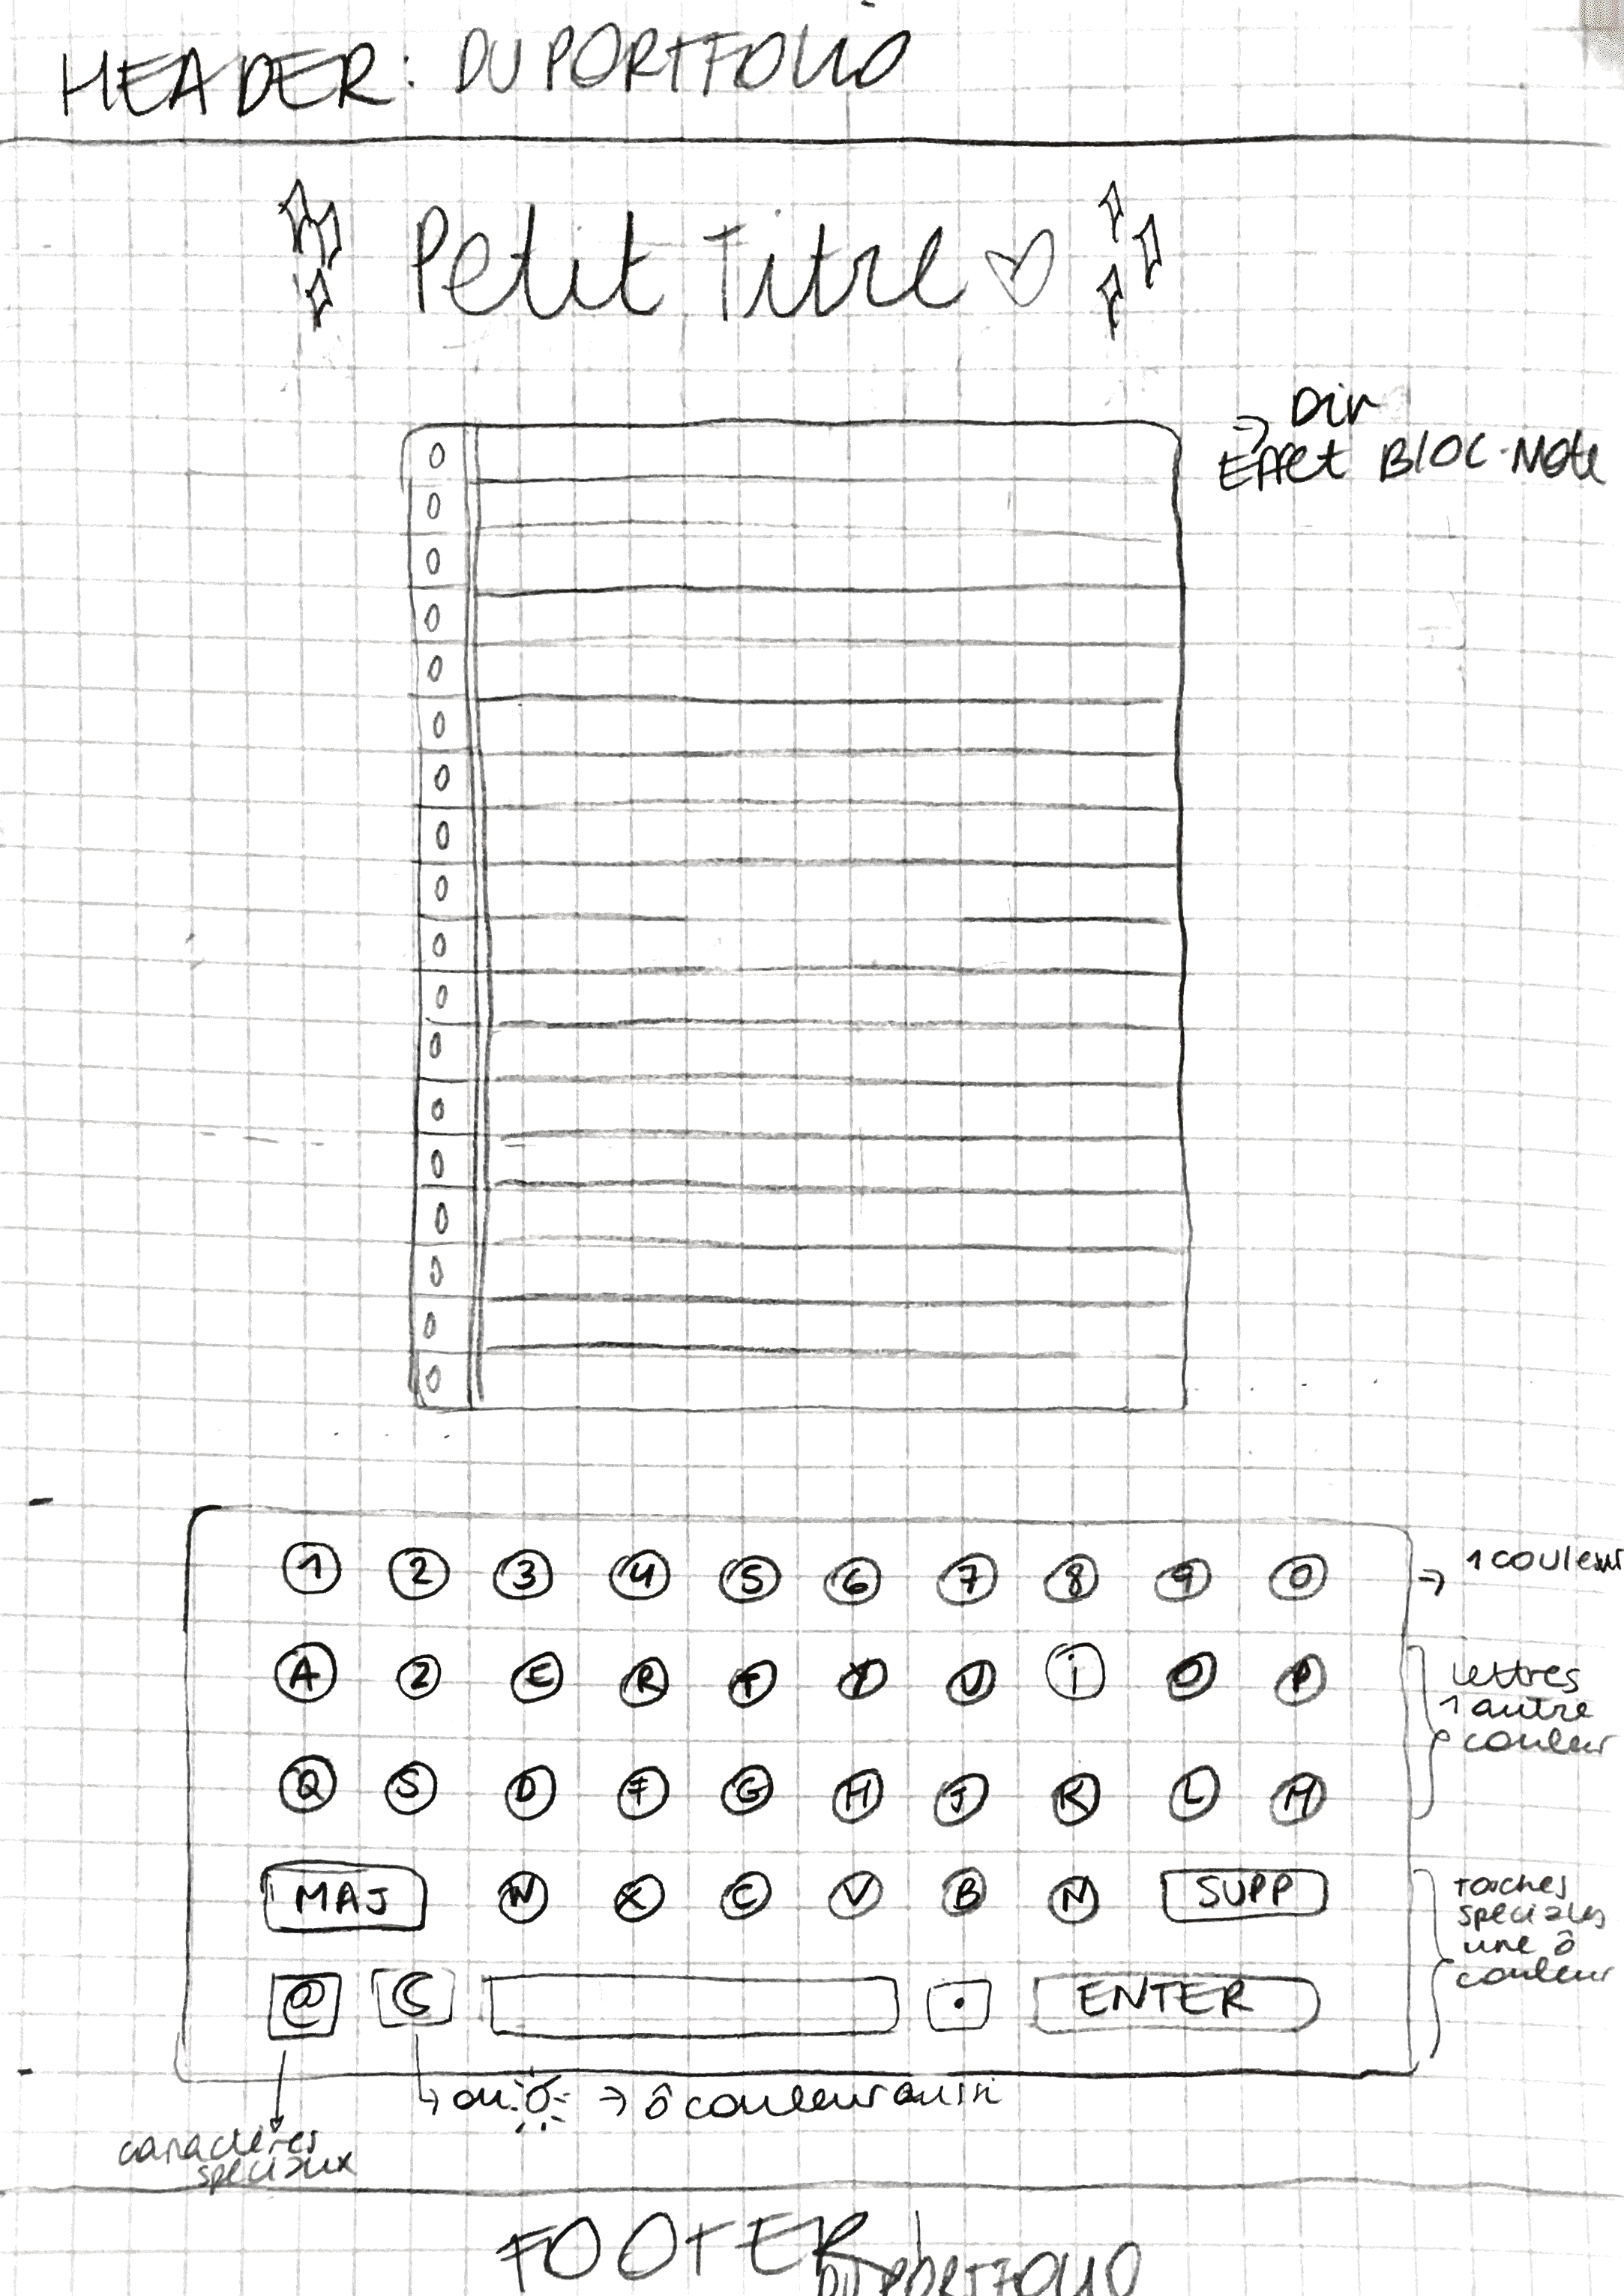 HEADER: DU PORTFOLIO
Petit Titre
→ Div
Effet BLOC-Note
1 2 3 4 5 6 7 8 9 0
→ 1 couleur
A Z E R T Y U i O P
lettres
1 autre
couleur
Q S D F G H J K L M
MAJ W X C V B N SUPP
touches
spéciales
une ô
couleur
@ . ENTER
↳ ou → ô couleur aussi
caractères
spéciaux
FOOTER
DU PORTFOLIO